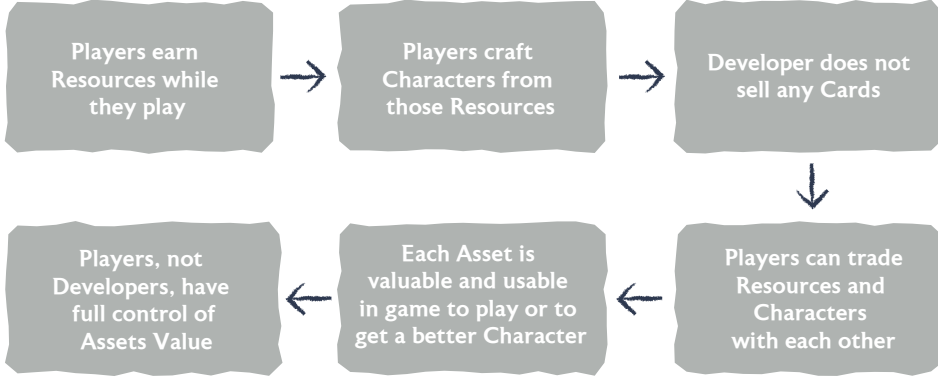 Players earn
Resources while
they play
Players craft
Characters from
those Resources
Developer does not
sell any Cards
Players can trade
Resources and
Characters
with each other
Each Asset is
valuable and usable
in game to play or to
get a better Character
Players, not
Developers, have
full control of
Assets Value